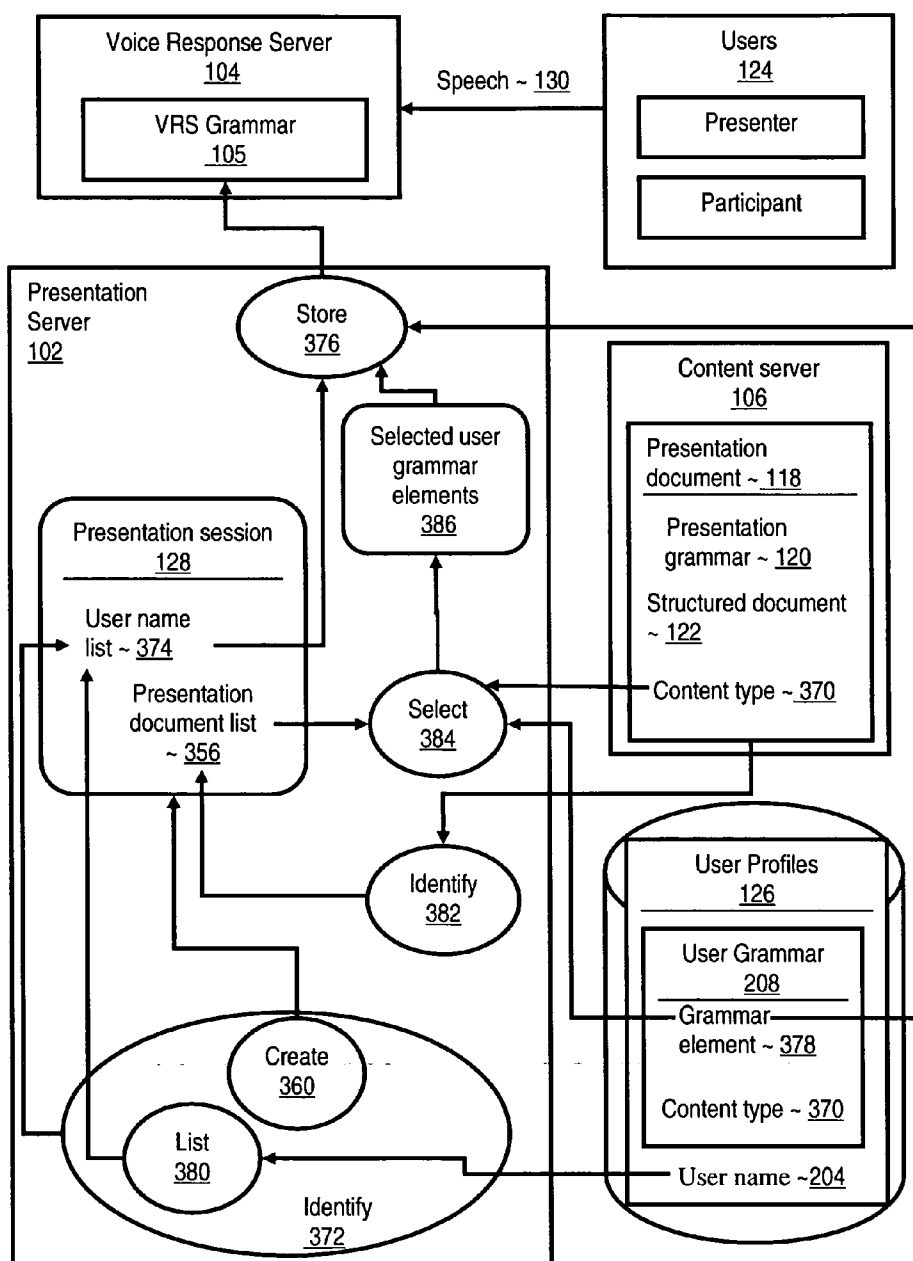 Voice Response Server
104
VRS Grammar
105
Speech ~ 130
Users
124
Presenter
Participant
Presentation
Server
102
Store
376
Selected user
grammar
elements
386
Content server
106
Presentation
document ~ 118
Presentation
grammar ~ 120
Structured document
~ 122
Content type ~ 370
Presentation session
128
User name
list ~ 374
Presentation
document list
~ 356
Select
384
Identify
382
User Profiles
126
User Grammar
208
Grammar
element ~ 378
Content type ~ 370
User name ~204
Create
360
List
380
Identify
372